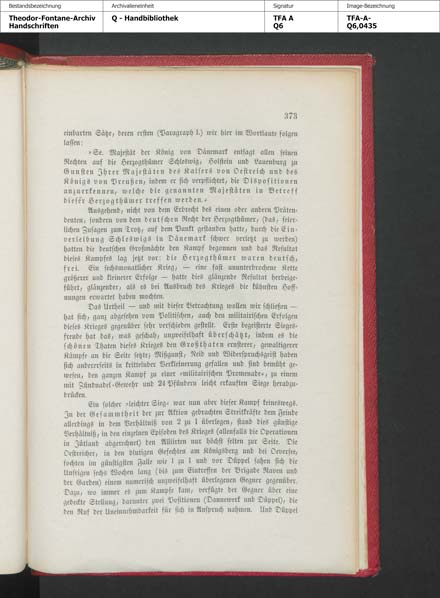 Bestandsbezeichnung
Archivalieneinheit
Signatur
Image-Bezeichnung
Theodor-Fontane-Archiv
Handschriften
Q - Handbibliothek
TFA A
Q6
TFA-A-
Q6,0435
373
einbarten Sätze, deren ersten (Paragraph I.) wir hier im Wortlaute folgen
lassen:
»Se. Majestät der König von Dänemark entsagt allen seinen
Rechten auf die Herzogthümer Schleswig, Holstein und Lauenburg zu
Gunsten Ihrer Majestäten des Kaisers von Oestreich und des
Königs von Preußen, indem er sich verpflichtet, die Dispositionen
anzuerkennen, welche die genannten Majestäten in Betreff
dieser Herzogthümer treffen werden.«
Ausgehend, nicht von dem Erbrecht des einen oder andern Präten-
denten, sondern von dem deutschen Recht der Herzogthümer, (das, feier-
lichen Zusagen zum Trotz, auf dem Punkt gestanden hatte, durch die Ein-
verleibung Schleswigs in Dänemark schwer verletzt zu werden)
hatten die deutschen Großmächte den Kampf begonnen und das Resultat
dieses Kampfes lag jetzt vor: die Herzogthümer waren deutsch,
frei. Ein sechsmonatlicher Krieg, — eine fast ununterbrochene Kette
größerer und kleinerer Erfolge — hatte dies glänzende Resultat herbeige-
führt, glänzender, als es bei Ausbruch des Krieges die kühnsten Hoff-
nungen erwartet haben mochten.
Das Urtheil — und mit dieser Betrachtung wollen wir schließen —
hat sich, ganz abgesehen vom Politischen, auch den militairischen Erfolgen
dieses Krieges gegenüber sehr verschieden gestellt. Erste begeisterte Sieges-
freude hat das, was geschah, unzweifelhaft überschätzt, indem es die
schönen Thaten dieses Krieges den Großthaten ernsterer, gewaltigerer
Kämpfe an die Seite setzte; Mißgunst, Neid und Widerspruchsgeist haben
sich andererseits in krittelnder Verkleinerung gefallen und sind bemüht ge-
wesen, den ganzen Kampf zu einer »militairischen Promenade«, zu einem
mit Zündnadel-Gewehr und 24 Pfündern leicht erkauften Siege herabzu-
drücken.
Ein solcher »leichter Sieg« war nun aber dieser Kampf keineswegs.
In der Gesammtheit der zur Aktion gebrachten Streitkräfte dem Feinde
allerdings in dem Verhältniß von 2 zu 1 überlegen, stand dies günstige
Verhältniß, in den einzelnen Episoden des Krieges (allenfalls die Operationen
in Jütland abgerechnet) den Alliirten nur höchst selten zur Seite. Die
Oestreicher, in den blutigen Gefechten am Königsberg und bei Oeversee,
fochten im günstigsten Falle wie 1 zu 1 und vor Düppel sahen sich die
Unsrigen sechs Wochen lang (bis zum Eintreffen der Brigade Raven und
der Garden) einem numerisch unzweifelhaft überlegenen Gegner gegenüber.
Dazu, wo immer es zum Kampfe kam, verfügte der Gegner über eine
gedeckte Stellung, darunter zwei Positionen (Dannewerk und Düppel), die
den Ruf der Uneinnehmbarkeit für sich in Anspruch nahmen. Und Düppel